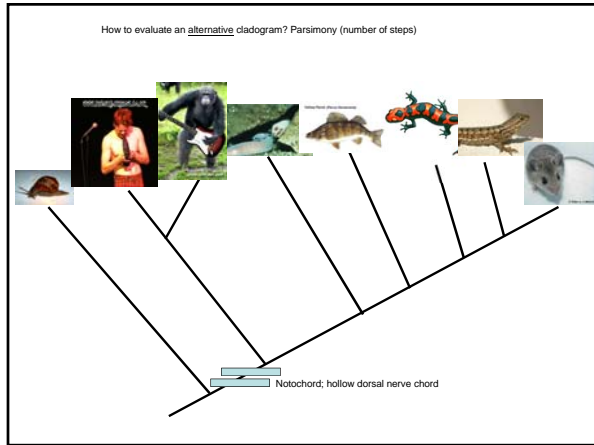 How to evaluate an alternative cladogram? Parsimony (number of steps)
Notochord; hollow dorsal nerve chord